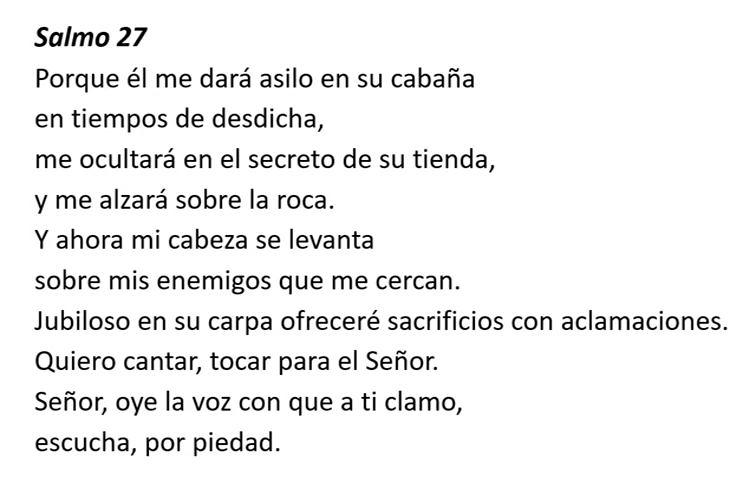 Salmo 27
Porque él me dará asilo en su cabaña
en tiempos de desdicha,
me ocultará en el secreto de su tienda,
y me alzará sobre la roca.
Y ahora mi cabeza se levanta
sobre mis enemigos que me cercan.
Jubiloso en su carpa ofreceré sacrificios con aclamaciones.
Quiero cantar, tocar para el Señor.
Señor, oye la voz con que a ti clamo,
escucha, por piedad.